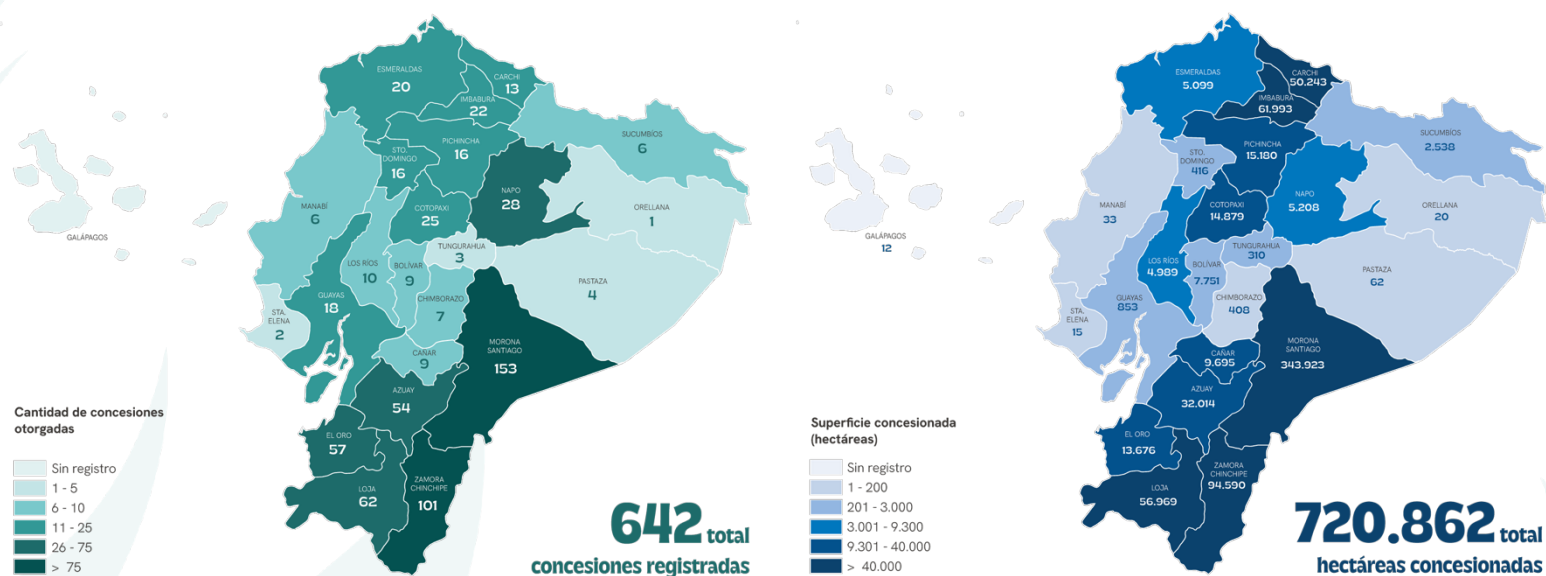 ESMERALDAS
20
CARCHI
13
IMBABURA
22
SUCUMBÍOS
6
PICHINCHA
16
STO.
DOMINGO
16
NAPO
28
ORELLANA
1
MANABÍ
6
COTOPAXI
25
GALÁPAGOS
TUNGURAHUA
3
LOS RÍOS
10
BOLÍVAR
9
PASTAZA
4
GUAYAS
18
CHIMBORAZO
7
STA.
ELENA
2
MORONA
SANTIAGO
153
CAÑAR
9
AZUAY
54
EL ORO
57
ZAMORA
CHINCHIPE
101
LOJA
62
Cantidad de concesiones
otorgadas
Sin registro
1 - 5
6 - 10
11 - 25
26 - 75
> 75
642 total
concesiones registradas
ESMERALDAS
5.099
CARCHI
50.243
IMBABURA
61.993
SUCUMBÍOS
2.538
PICHINCHA
15.180
STO.
DOMINGO
416
NAPO
5.208
ORELLANA
20
MANABÍ
33
COTOPAXI
14.879
GALÁPAGOS
12
TUNGURAHUA
310
LOS RÍOS
4.989
BOLÍVAR
7.751
PASTAZA
62
GUAYAS
853
CHIMBORAZO
408
STA.
ELENA
15
MORONA
SANTIAGO
343.923
CAÑAR
9.695
AZUAY
32.014
EL ORO
13.676
ZAMORA
CHINCHIPE
94.590
LOJA
56.969
Superficie concesionada
(hectáreas)
Sin registro
1 - 200
201 - 3.000
3.001 - 9.300
9.301 - 40.000
> 40.000
720.862 total
hectáreas concesionadas